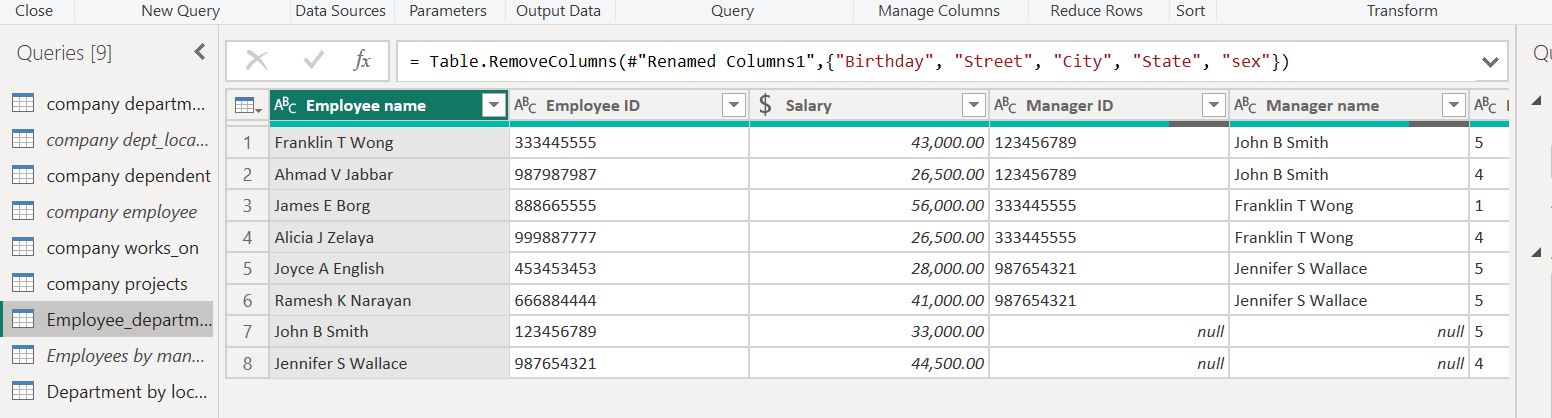 Close New Query Data Sources Parameters Output Data Query Manage Columns Reduce Rows Sort Transform
Queries [9]
company departm...
company dept_loca...
company dependent
company employee
company works_on
company projects
Employee_departm...
Employees by man...
Department by loc...
fx = Table.RemoveColumns(#"Renamed Columns1",{"Birthday", "Street", "City", "State", "sex"})
ABC Employee name ABC Employee ID $ Salary ABC Manager ID ABC Manager name ABC
1 Franklin T Wong 333445555 43,000.00 123456789 John B Smith 5
2 Ahmad V Jabbar 987987987 26,500.00 123456789 John B Smith 4
3 James E Borg 888665555 56,000.00 333445555 Franklin T Wong 1
4 Alicia J Zelaya 999887777 26,500.00 333445555 Franklin T Wong 4
5 Joyce A English 453453453 28,000.00 987654321 Jennifer S Wallace 5
6 Ramesh K Narayan 666884444 41,000.00 987654321 Jennifer S Wallace 5
7 John B Smith 123456789 33,000.00 null null 5
8 Jennifer S Wallace 987654321 44,500.00 null null 4